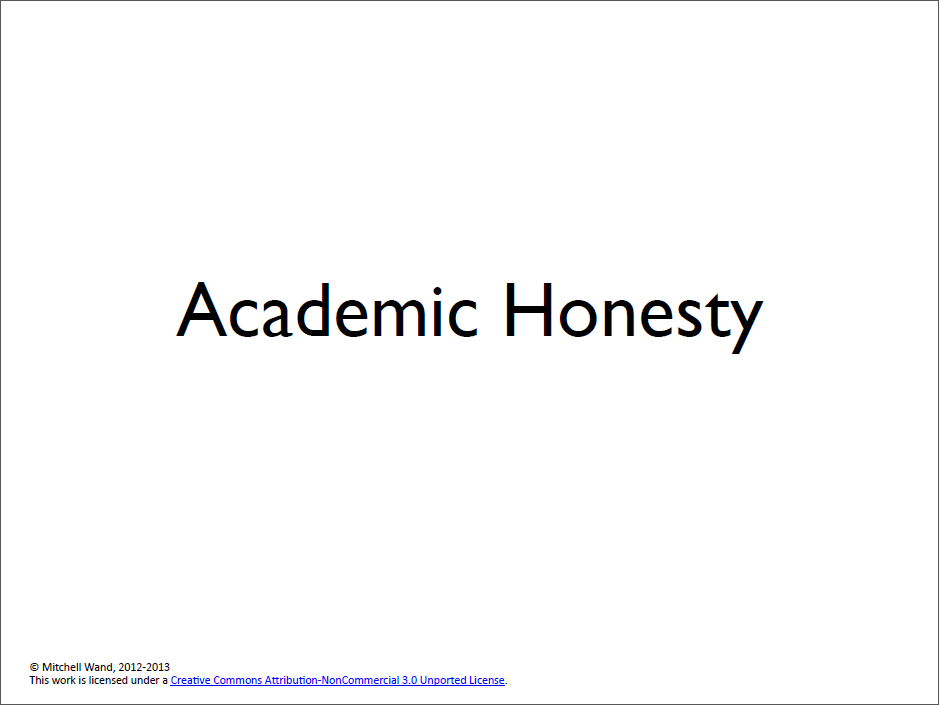 Academic Honesty
© Mitchell Wand, 2012-2013
This work is licensed under a Creative Commons Attribution-NonCommercial 3.0 Unported License.